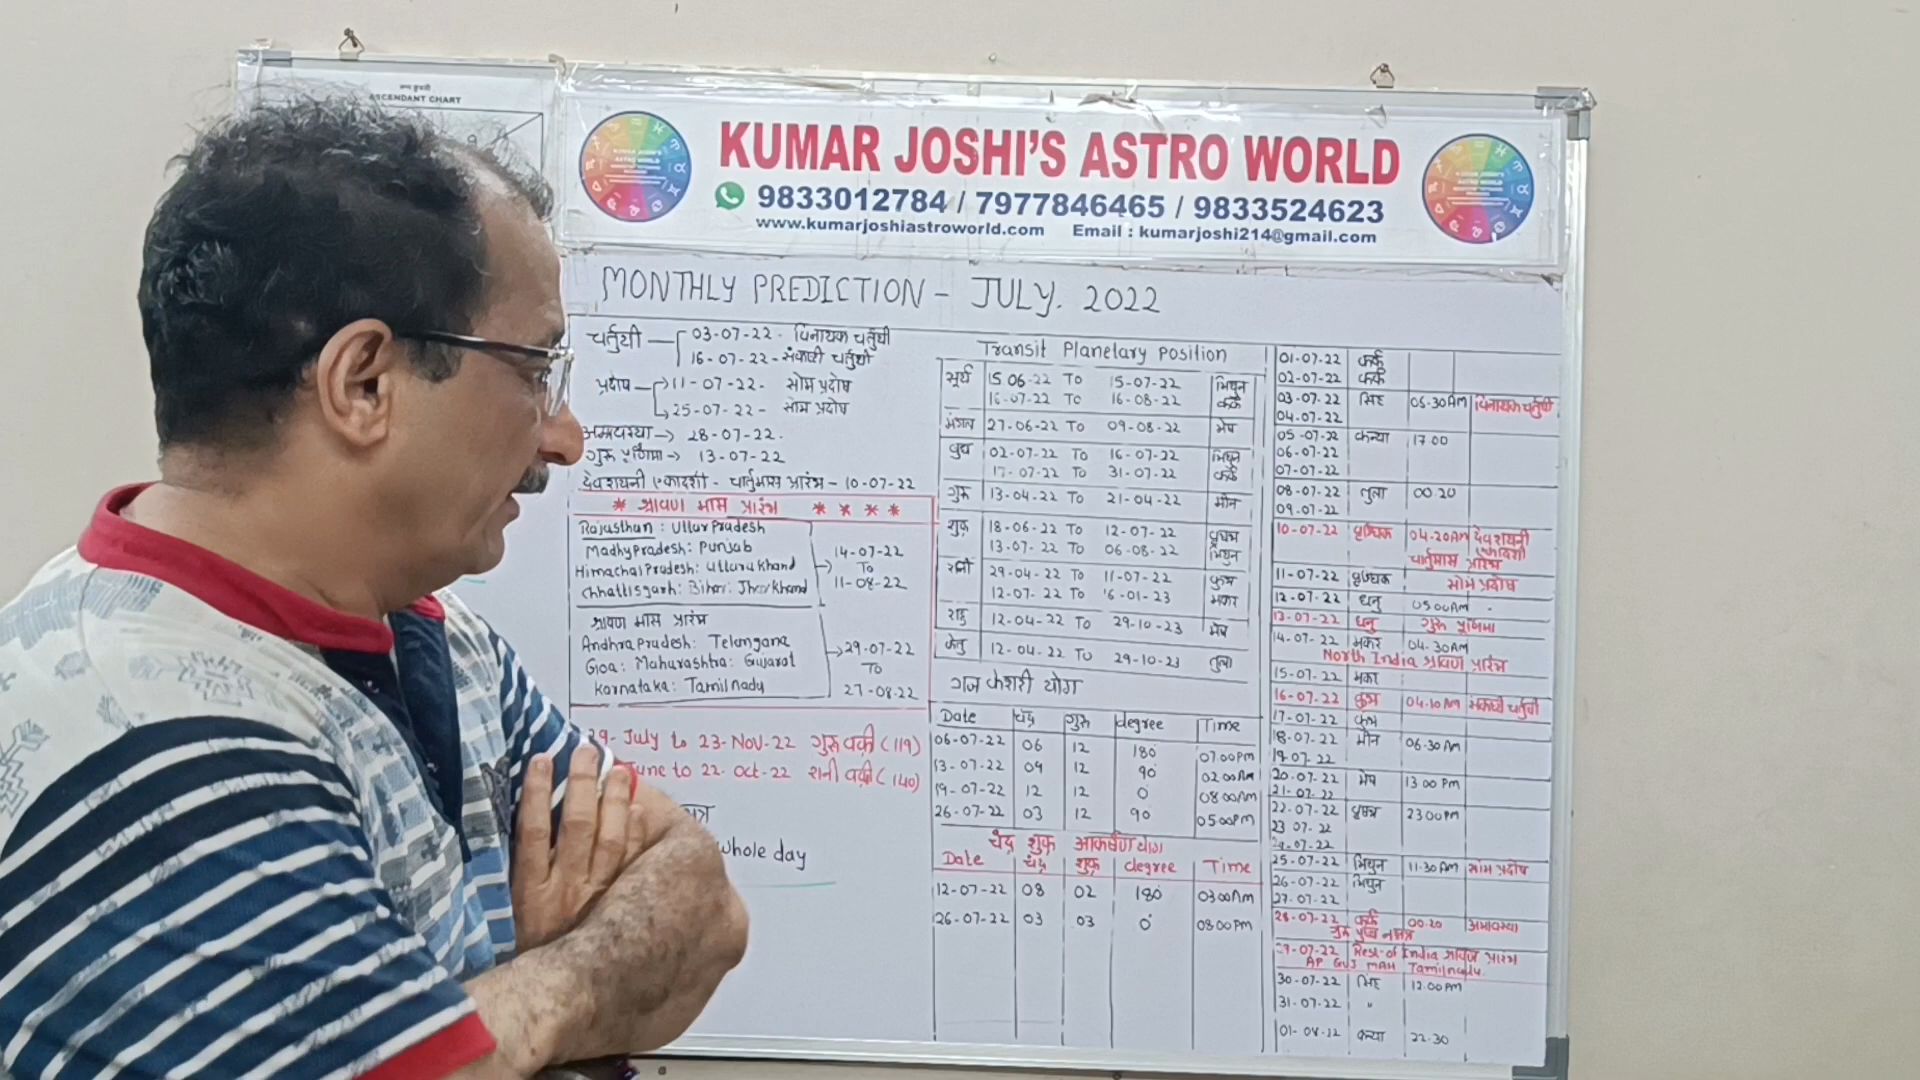 जन्म कुंडली
ASCENDANT CHART
KUMAR JOSHI'S ASTRO WORLD
9833012784 / 7977846465 / 9833524623
www.kumarjoshiastroworld.com Email : kumarjoshi214@gmail.com
MONTHLY PREDICTION - JULY. 2022
चर्तुथी — 03-07-22 - विनायक चर्तुथी
16-07-22 - संकष्टी चर्तुथी
प्रदोष — 11-07-22 - सोम प्रदोष
25-07-22 - सोम प्रदोष
अमावस्या → 28-07-22.
गुरु पूर्णिमा → 13-07-22
देवशयनी एकादशी - चार्तुमास प्रारंभ - 10-07-22
* श्रावण मास प्रारंभ * * * *
Rajasthan : Uttar Pradesh
Madhy Pradesh : Punjab
Himachal Pradesh : Uttara Khand
Chhattisgarh : Bihar : Jharkhand
→ 14-07-22
TO
11-08-22
श्रावण मास प्रारंभ
Andhra Pradesh : Telangana
Goa : Maharashtra : Gujarat
Karnataka : Tamilnadu
→ 29-07-22
TO
27-08-22
29- July to 23-Nov-22 गुरु वक्री (119)
June to 22- Oct-22 शनी वक्री (140)
whole day
Transit Planetary Position
सूर्य 15.06-22 TO 15-07-22 मिथुन
16-07-22 TO 16-08-22 कर्क
मंगल 27-06-22 TO 09-08-22 मेष
बुध 02-07-22 TO 16-07-22 मिथुन
17-07-22 TO 31-07-22 कर्क
गुरु 13-04-22 TO 21-04-22 मीन
शुक्र 18-06-22 TO 12-07-22 वृषभ
13-07-22 TO 06-08-22 मिथुन
शनी 29-04-22 TO 11-07-22 कुंभ
12-07-22 TO 16-01-23 मकर
राहु 12-04-22 TO 29-10-23 मेष
केतु 12-04-22 TO 29-10-23 तुला
गज केशरी योग
Date चंद्र गुरु degree Time
06-07-22 06 12 180° 07.00PM
13-07-22 09 12 90° 02.00AM
19-07-22 12 12 0 08.00AM
26-07-22 03 12 90 05.00PM
चंद्र शुक्र आकर्षण योग
Date चंद्र शुक्र degree Time
12-07-22 08 02 180° 03.00AM
26-07-22 03 03 0° 08.00PM
01-07-22 कर्क
02-07-22 कर्क
03-07-22 सिंह 05-30AM विनायक चर्तुथी
04-07-22
05-07-22 कन्या 17.00
06-07-22
07-07-22
08-07-22 तुला 00.20
09-07-22
10-07-22 वृश्चिक 04-20AM देवशयनी एकादशी
चार्तुमास प्रारंभ
11-07-22 वृश्चिक सोम प्रदोष
12-07-22 धनु 05.00AM
13-07-22 धनु गुरु पूर्णिमा
14-07-22 मकर 04.30AM
North India श्रावण प्रारंभ
15-07-22 मकर
16-07-22 कुंभ 04.10AM संकष्टी चर्तुथी
17-07-22 कुंभ
18-07-22 मीन 06.30AM
19-07-22
20-07-22 मेष 13 00 PM
21-07-22
22-07-22 वृषभ 23 00PM
23 07-22
24-07-22
25-07-22 मिथुन 11-30AM सोम प्रदोष
26-07-22 मिथुन
27-07-22
28-07-22 कर्क 00.20 अमावस्या
गुरु पुष्य नक्षत्र
29-07-22 Rest-of India श्रावण प्रारंभ
AP GUJ MAH Tamilnadu.
30-07-22 सिंह 12.00PM
31-07-22 "
01-08-22 कन्या 22.30